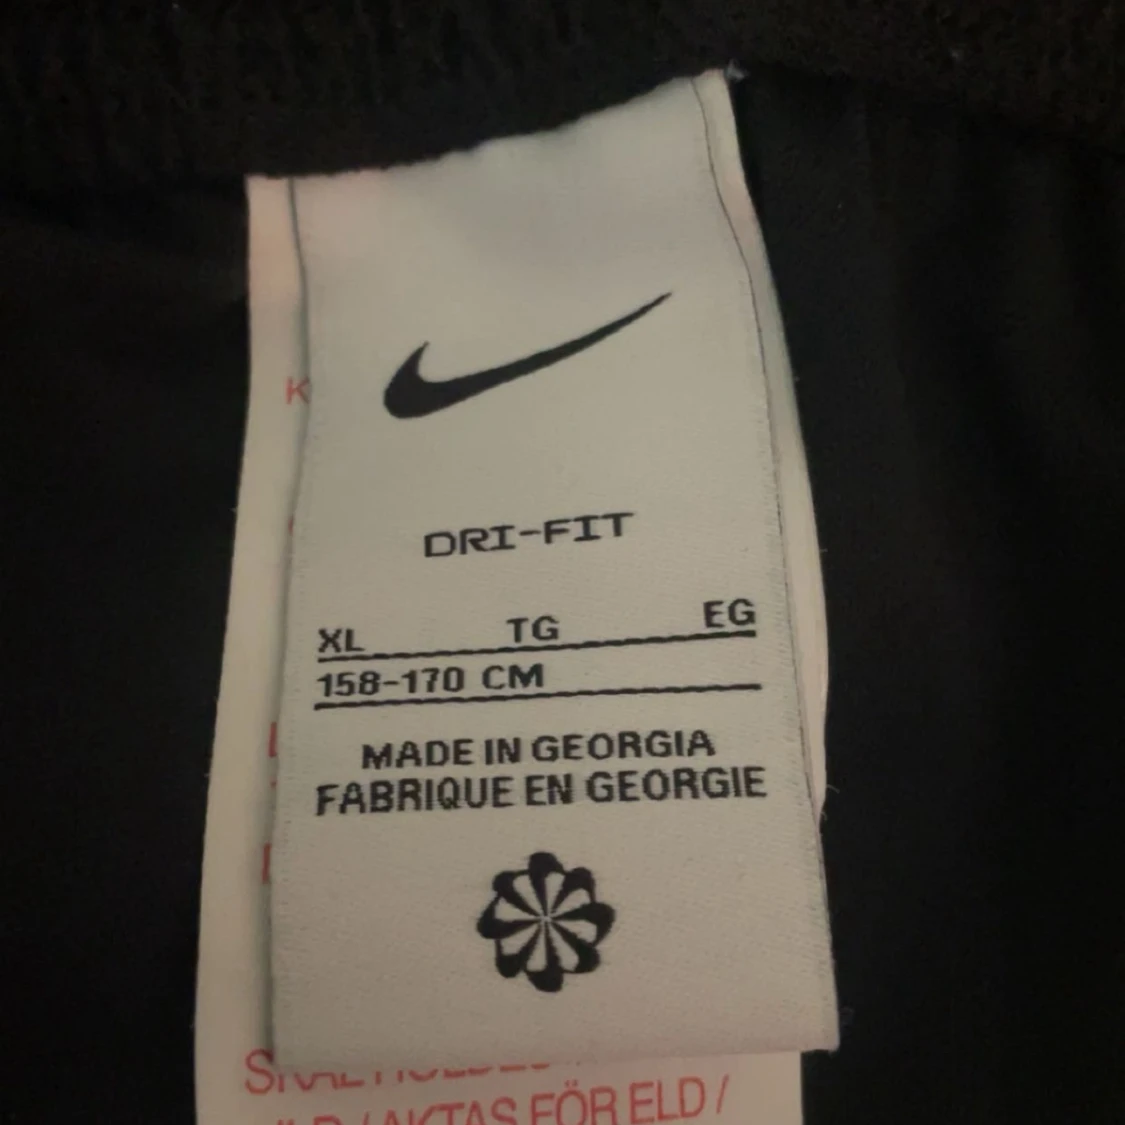 K
DRI-FIT
XL TG EG
158-170 CM
MADE IN GEORGIA
FABRIQUE EN GEORGIE
AKTAS FÖR ELD /